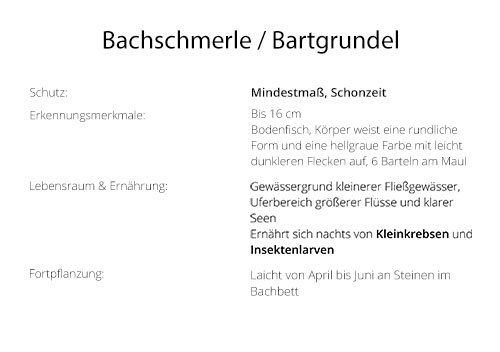 Bachschmerle / Bartgrundel
Schutz: Mindestmaß, Schonzeit
Erkennungsmerkmale: Bis 16 cm
Bodenfisch, Körper weist eine rundliche
Form und eine hellgraue Farbe mit leicht
dunkleren Flecken auf, 6 Barteln am Maul
Lebensraum & Ernährung: Gewässergrund kleinerer Fließgewässer,
Uferbereich größerer Flüsse und klarer
Seen
Ernährt sich nachts von Kleinkrebsen und
Insektenlarven
Fortpflanzung: Laicht von April bis Juni an Steinen im
Bachbett